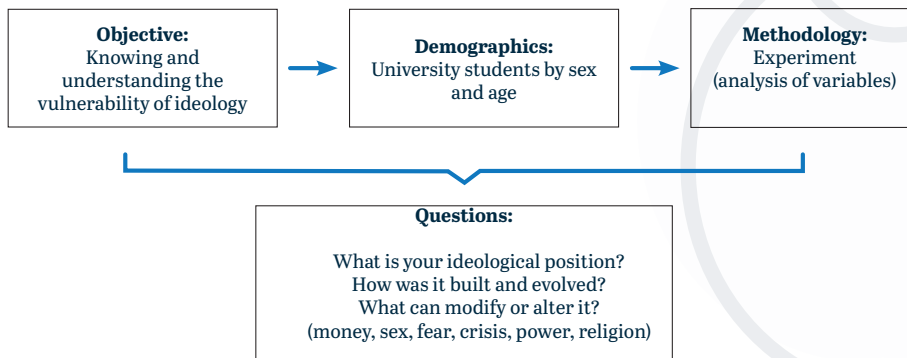 Objective:
Knowing and
understanding the
vulnerability of ideology
Demographics:
University students by sex
and age
Methodology:
Experiment
(analysis of variables)
Questions:
What is your ideological position?
How was it built and evolved?
What can modify or alter it?
(money, sex, fear, crisis, power, religion)